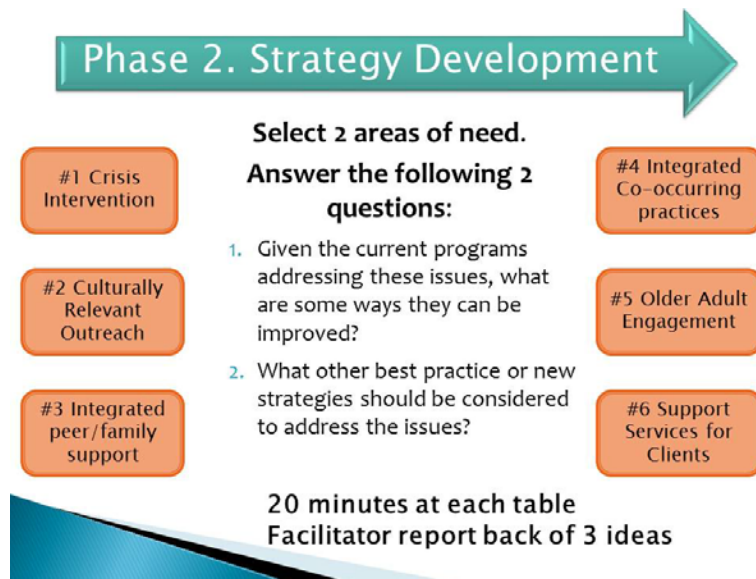 Phase 2. Strategy Development
Select 2 areas of need.
Answer the following 2
questions:
#1 Crisis
Intervention
#2 Culturally
Relevant
Outreach
#3 Integrated
peer/family
support
1. Given the current programs
addressing these issues, what
are some ways they can be
improved?
2. What other best practice or new
strategies should be considered
to address the issues?
#4 Integrated
Co-occurring
practices
#5 Older Adult
Engagement
#6 Support
Services for
Clients
20 minutes at each table
Facilitator report back of 3 ideas